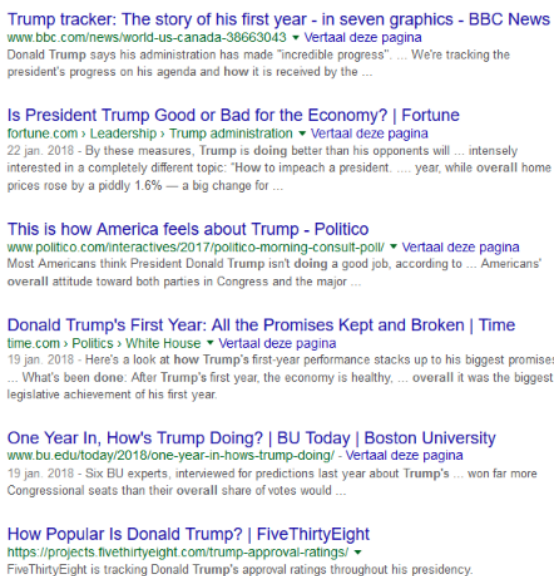 Trump tracker: The story of his first year - in seven graphics - BBC News
www.bbc.com/news/world-us-canada-38663043 ▾ Vertaal deze pagina
Donald Trump says his administration has made "incredible progress". ... We're tracking the
president's progress on his agenda and how it is received by the ...
Is President Trump Good or Bad for the Economy? | Fortune
fortune.com › Leadership › Trump administration ▾ Vertaal deze pagina
22 jan. 2018 - By these measures, Trump is doing better than his opponents will ... intensely
interested in a completely different topic: "How to impeach a president. .... year, while overall home
prices rose by a piddly 1.6% — a big change for ...
This is how America feels about Trump - Politico
www.politico.com/interactives/2017/politico-morning-consult-poll/ ▾ Vertaal deze pagina
Most Americans think President Donald Trump isn't doing a good job, according to ... Americans'
overall attitude toward both parties in Congress and the major ...
Donald Trump's First Year: All the Promises Kept and Broken | Time
time.com › Politics › White House ▾ Vertaal deze pagina
19 jan. 2018 - Here's a look at how Trump's first-year performance stacks up to his biggest promises
... What's been done: After Trump's first year, the economy is healthy, ... overall it was the biggest
legislative achievement of his first year.
One Year In, How's Trump Doing? | BU Today | Boston University
www.bu.edu/today/2018/one-year-in-hows-trump-doing/ - Vertaal deze pagina
19 jan. 2018 - Six BU experts, interviewed for predictions last year about Trump's ... won far more
Congressional seats than their overall share of votes would ...
How Popular Is Donald Trump? | FiveThirtyEight
https://projects.fivethirtyeight.com/trump-approval-ratings/ ▾
FiveThirtyEight is tracking Donald Trump's approval ratings throughout his presidency.